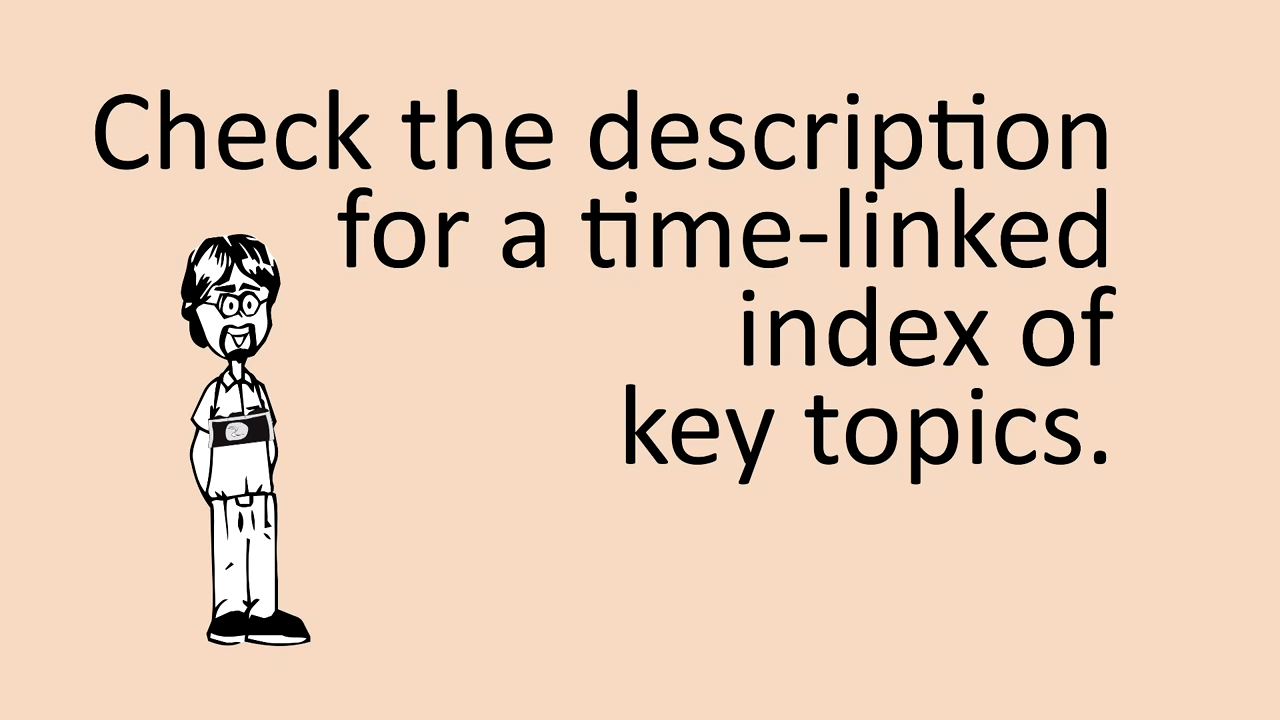 Check the description
for a time-linked
index of
key topics.